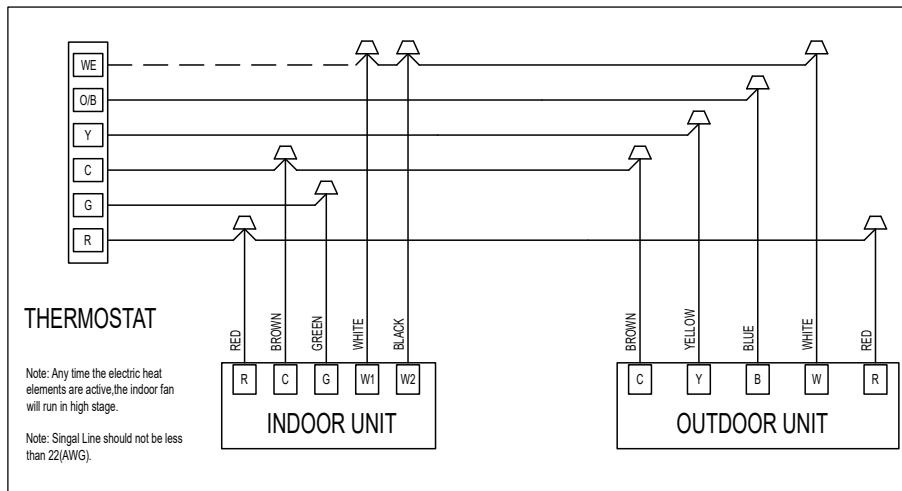 WE
O/B
Y
C
G
R
THERMOSTAT
Note: Any time the electric heat
elements are active,the indoor fan
will run in high stage.
Note: Singal Line should not be less
than 22(AWG).
RED
BROWN
GREEN
WHITE
BLACK
R
C
G
W1
W2
INDOOR UNIT
BROWN
YELLOW
BLUE
WHITE
RED
C
Y
B
W
R
OUTDOOR UNIT